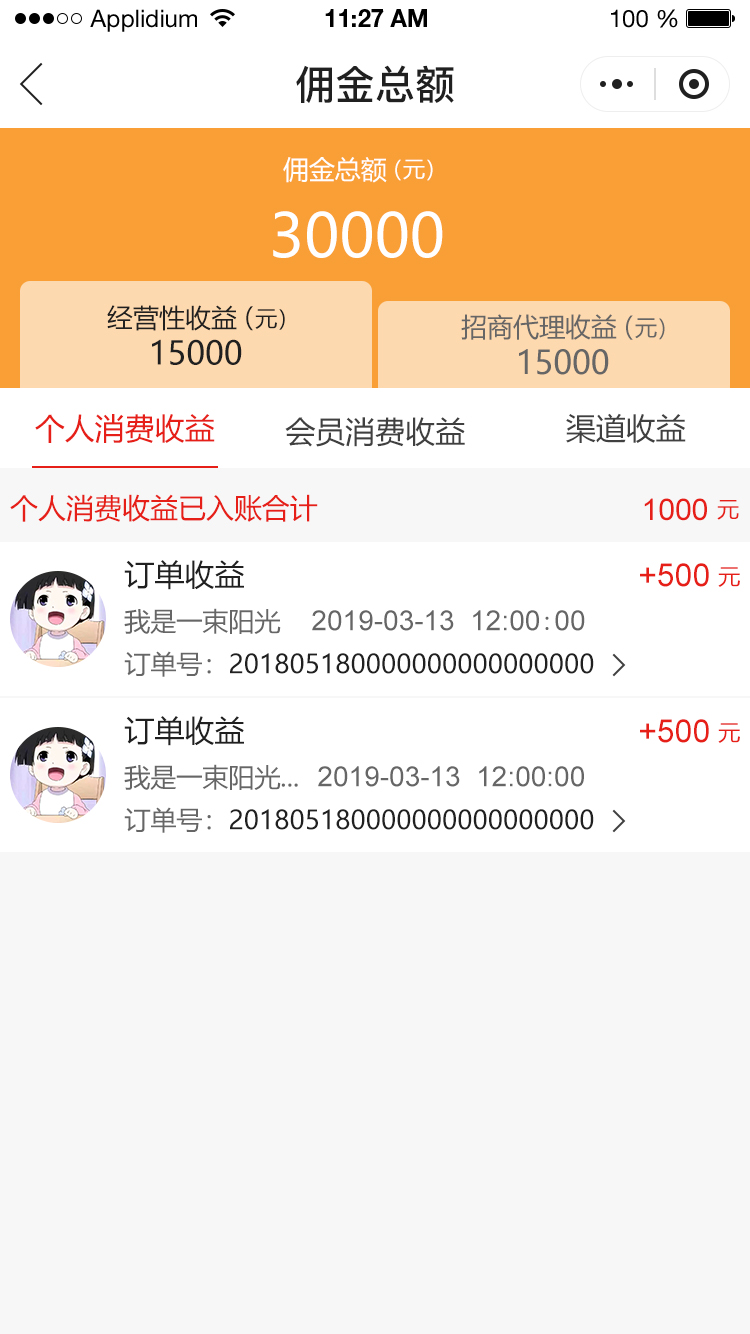 Applidium 11:27 AM 100 %
佣金总额
佣金总额 (元)
30000
经营性收益 (元)
15000
招商代理收益 (元)
15000
个人消费收益 会员消费收益 渠道收益
个人消费收益已入账合计 1000 元
订单收益 +500 元
我是一束阳光 2019-03-13 12:00:00
订单号: 201805180000000000000000
订单收益 +500 元
我是一束阳光... 2019-03-13 12:00:00
订单号: 201805180000000000000000